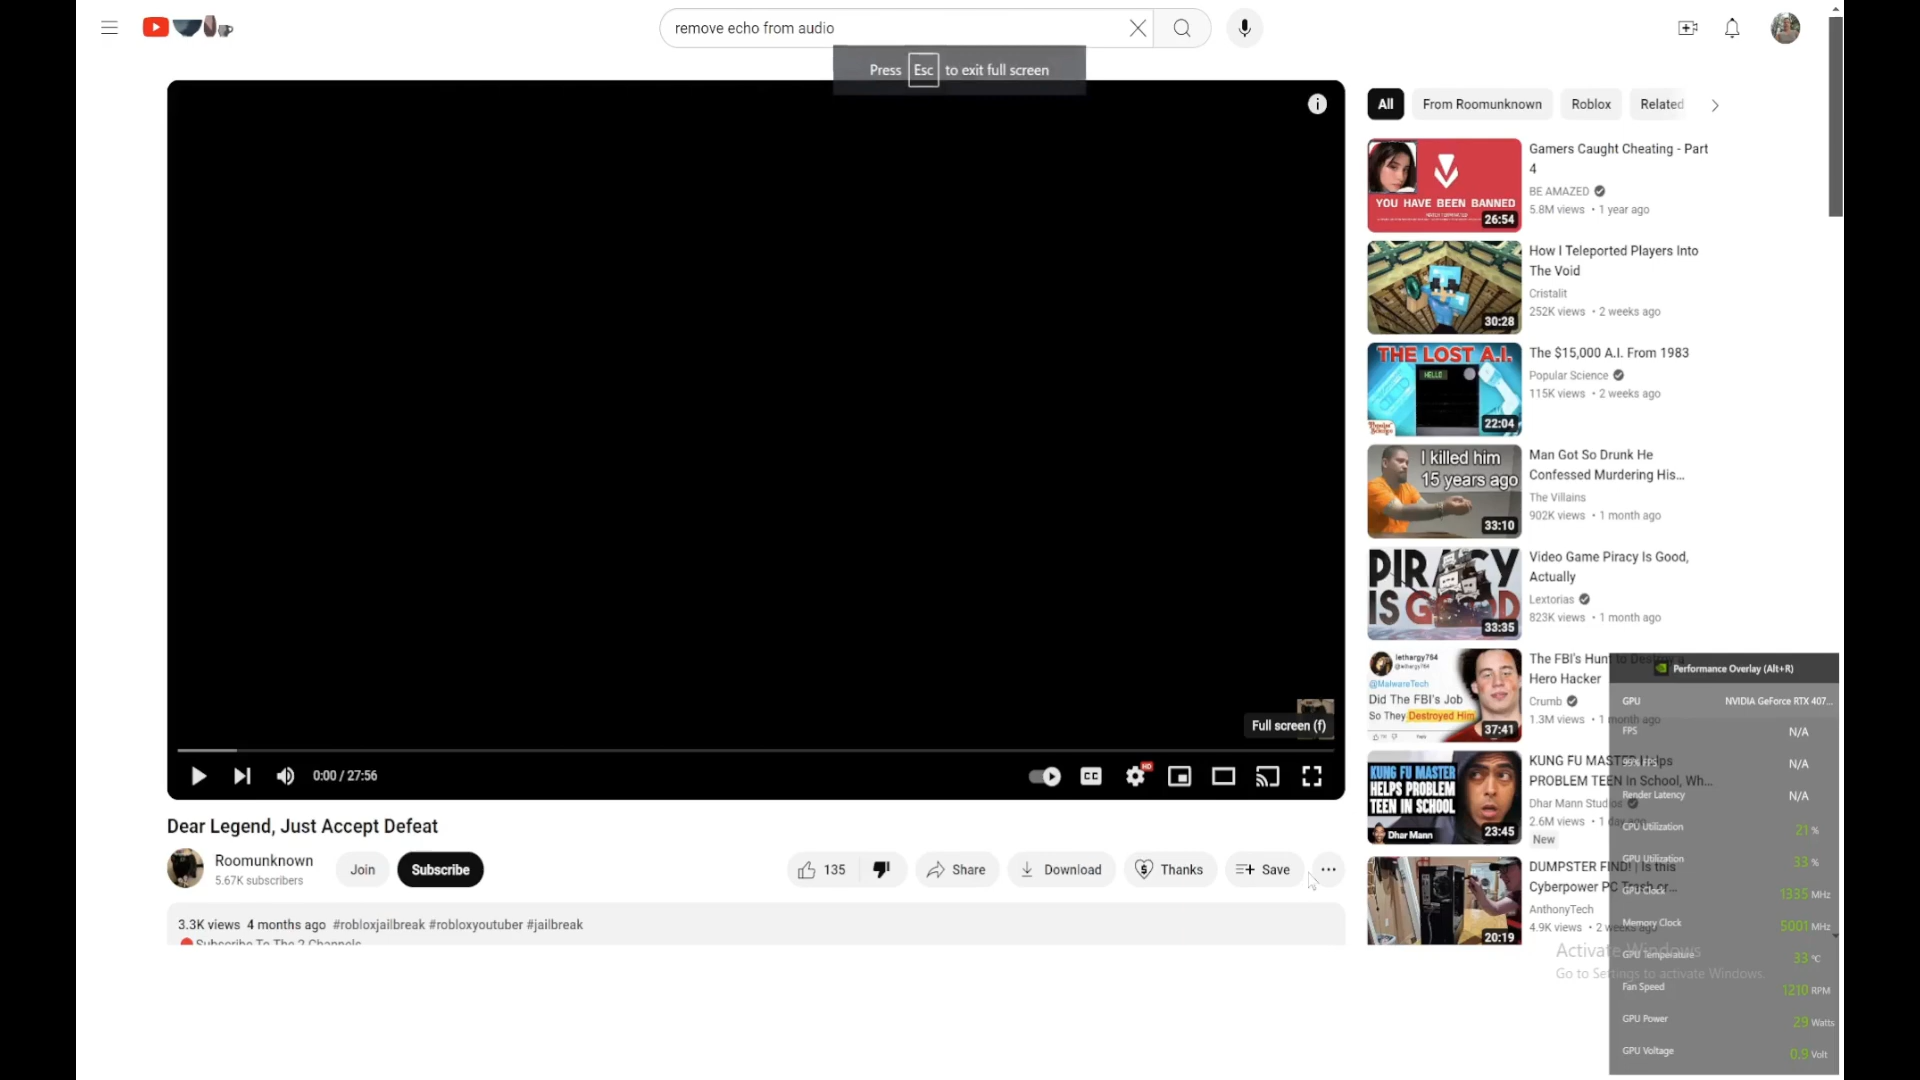 remove echo from audio
Press Esc to exit full screen
All
From Roomunknown
Roblox
Related
YOU HAVE BEEN BANNED
26:54
Gamers Caught Cheating - Part
4
BE AMAZED
5.8M views • 1 year ago
30:28
How I Teleported Players Into
The Void
Cristalit
252K views • 2 weeks ago
THE LOST A.I.
HELLO
22:04
The $15,000 A.I. From 1983
Popular Science
115K views • 2 weeks ago
I killed him
15 years ago
33:10
Man Got So Drunk He
Confessed Murdering His...
The Villains
902K views • 1 month ago
PIRACY
IS GOOD
33:35
Video Game Piracy Is Good,
Actually
Lextorias
823K views • 1 month ago
lethargy764
@lethargy764
@MalwareTech
Did The FBI's Job
So They Destroyed Him
37:41
The FBI's Hunt to Destroy a
Hero Hacker
Crumb
1.3M views • 1 month ago
KUNG FU MASTER
HELPS PROBLEM
TEEN IN SCHOOL
Dhar Mann
23:45
KUNG FU MASTER Helps
PROBLEM TEEN In School, Wh...
Dhar Mann Studios
2.6M views • 1 day ago
New
20:19
DUMPSTER FIND! | Is this
Cyberpower PC Trash or...
AnthonyTech
4.9K views • 2 weeks ago
Full screen (f)
0:00 / 27:56
CC
HD
Dear Legend, Just Accept Defeat
Roomunknown
5.67K subscribers
Join
Subscribe
135
Share
Download
Thanks
Save
3.3K views 4 months ago #robloxjailbreak #robloxyoutuber #jailbreak
Subscribe To The 2 Channels
Performance Overlay (Alt+R)
GPU NVIDIA GeForce RTX 407...
FPS N/A
99% FPS N/A
Render Latency N/A
CPU Utilization 21 %
GPU Utilization 33 %
GPU Clock 1335 MHz
Memory Clock 5001 MHz
GPU Temperature 33 °C
Fan Speed 1210 RPM
GPU Power 29 Watts
GPU Voltage 0.9 Volt
Activate Windows
Go to Settings to activate Windows.